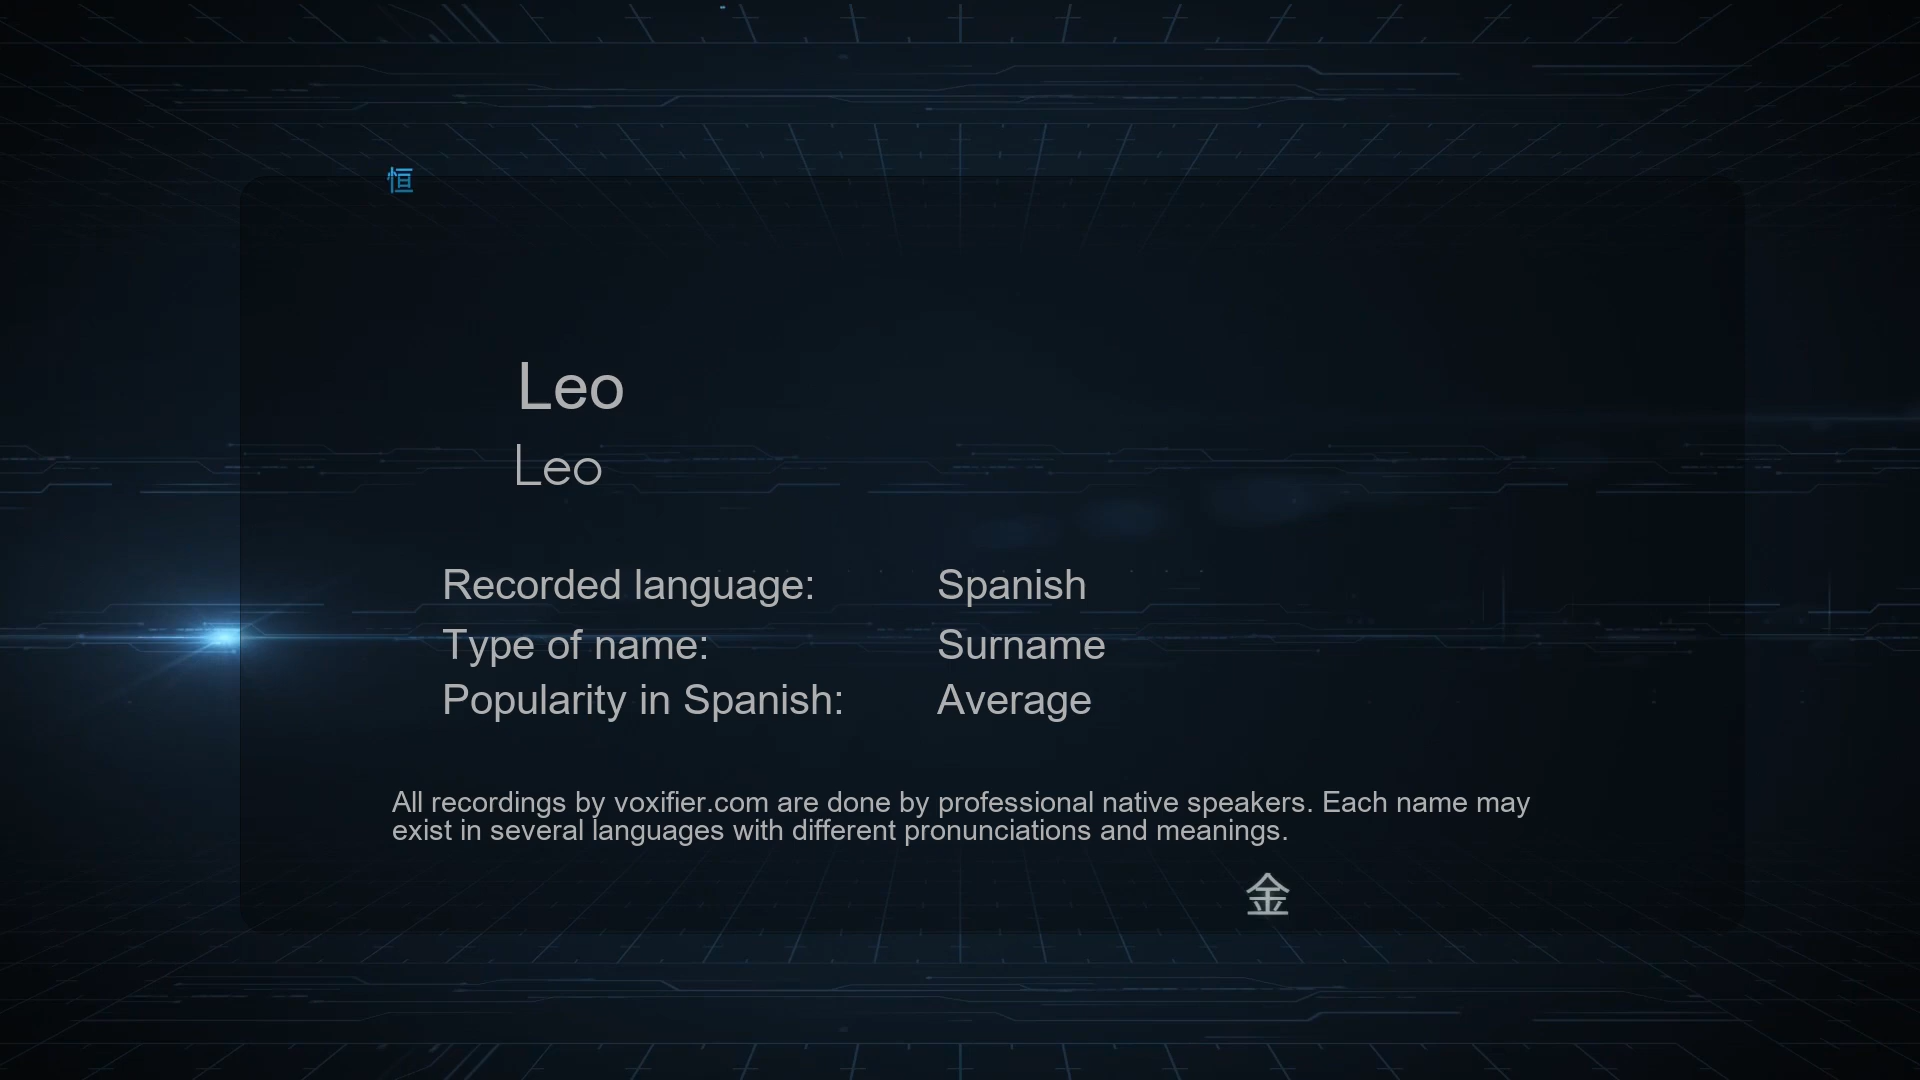 恒
Leo
Leo
Recorded language: Spanish
Type of name: Surname
Popularity in Spanish: Average
All recordings by voxifier.com are done by professional native speakers. Each name may
exist in several languages with different pronunciations and meanings.
金